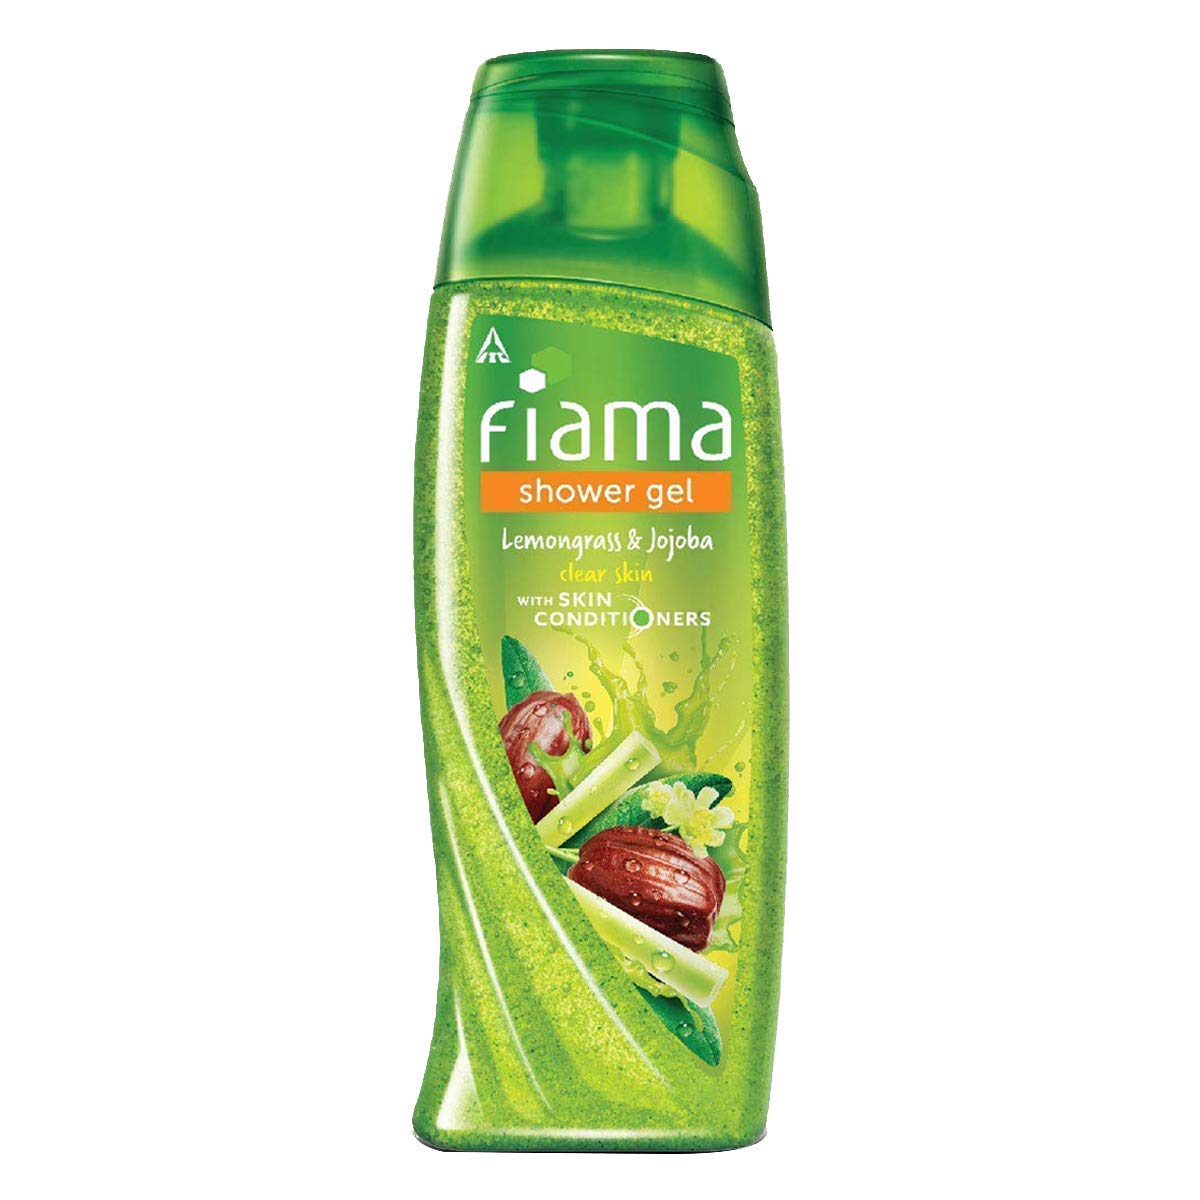 ITC
fiama
shower gel
Lemongrass & Jojoba
clear skin
WITH SKIN
CONDITIONERS